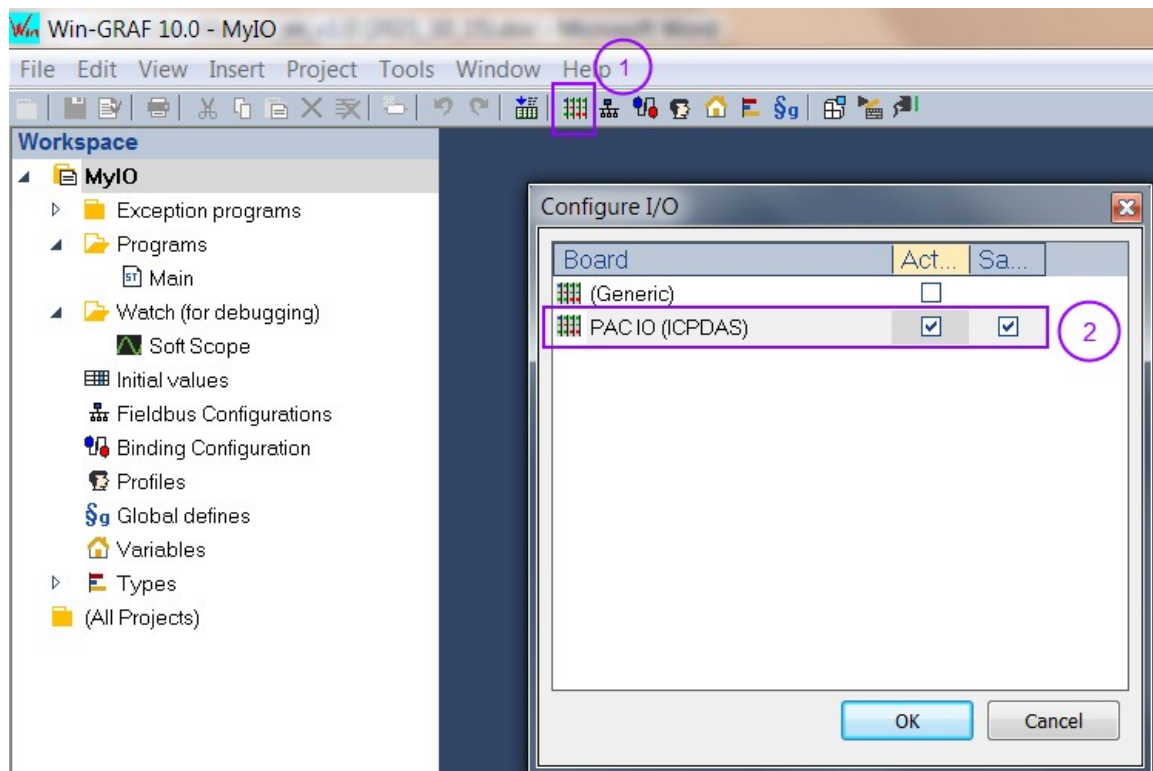 Win
Win-GRAF 10.0 - MyIO
File Edit View Insert Project Tools Window Help
1
§g
Workspace
MyIO
Exception programs
Programs
ST Main
Watch (for debugging)
Soft Scope
Initial values
Fieldbus Configurations
Binding Configuration
Profiles
§g Global defines
Variables
Types
(All Projects)
Configure I/O
Board Act... Sa...
(Generic)
PAC IO (ICPDAS)
2
OK Cancel